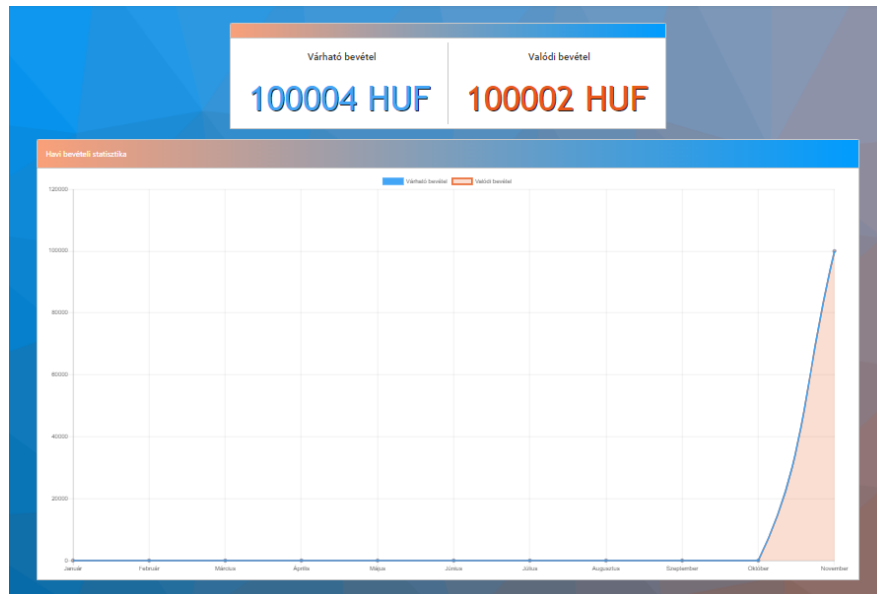 Várható bevétel
Valódi bevétel
100004 HUF
100002 HUF
Havi bevételi statisztika
Várható bevétel
Valódi bevétel
120000
100000
80000
60000
40000
20000
0
Január
Február
Március
Április
Május
Június
Július
Augusztus
Szeptember
Október
November